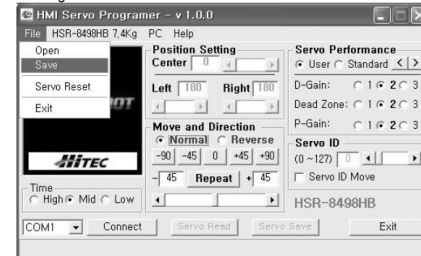 HMI Servo Programer - v 1.0.0
File HSR-8498HB 7,4Kg PC Help
Open
Save
Servo Reset
Exit
HITEC
Time
High Mid Low
Position Setting
Center 0
Left 180 Right 180
Move and Direction
Normal Reverse
-90 -45 0 +45 +90
- 45 Repeat + 45
Servo Performance
User Standard < >
D-Gain: 1 2 3
Dead Zone: 1 2 3
P-Gain: 1 2 3
Servo ID
(0~127) 0
Servo ID Move
HSR-8498HB
COM1 Connect Servo Read Servo Save Exit